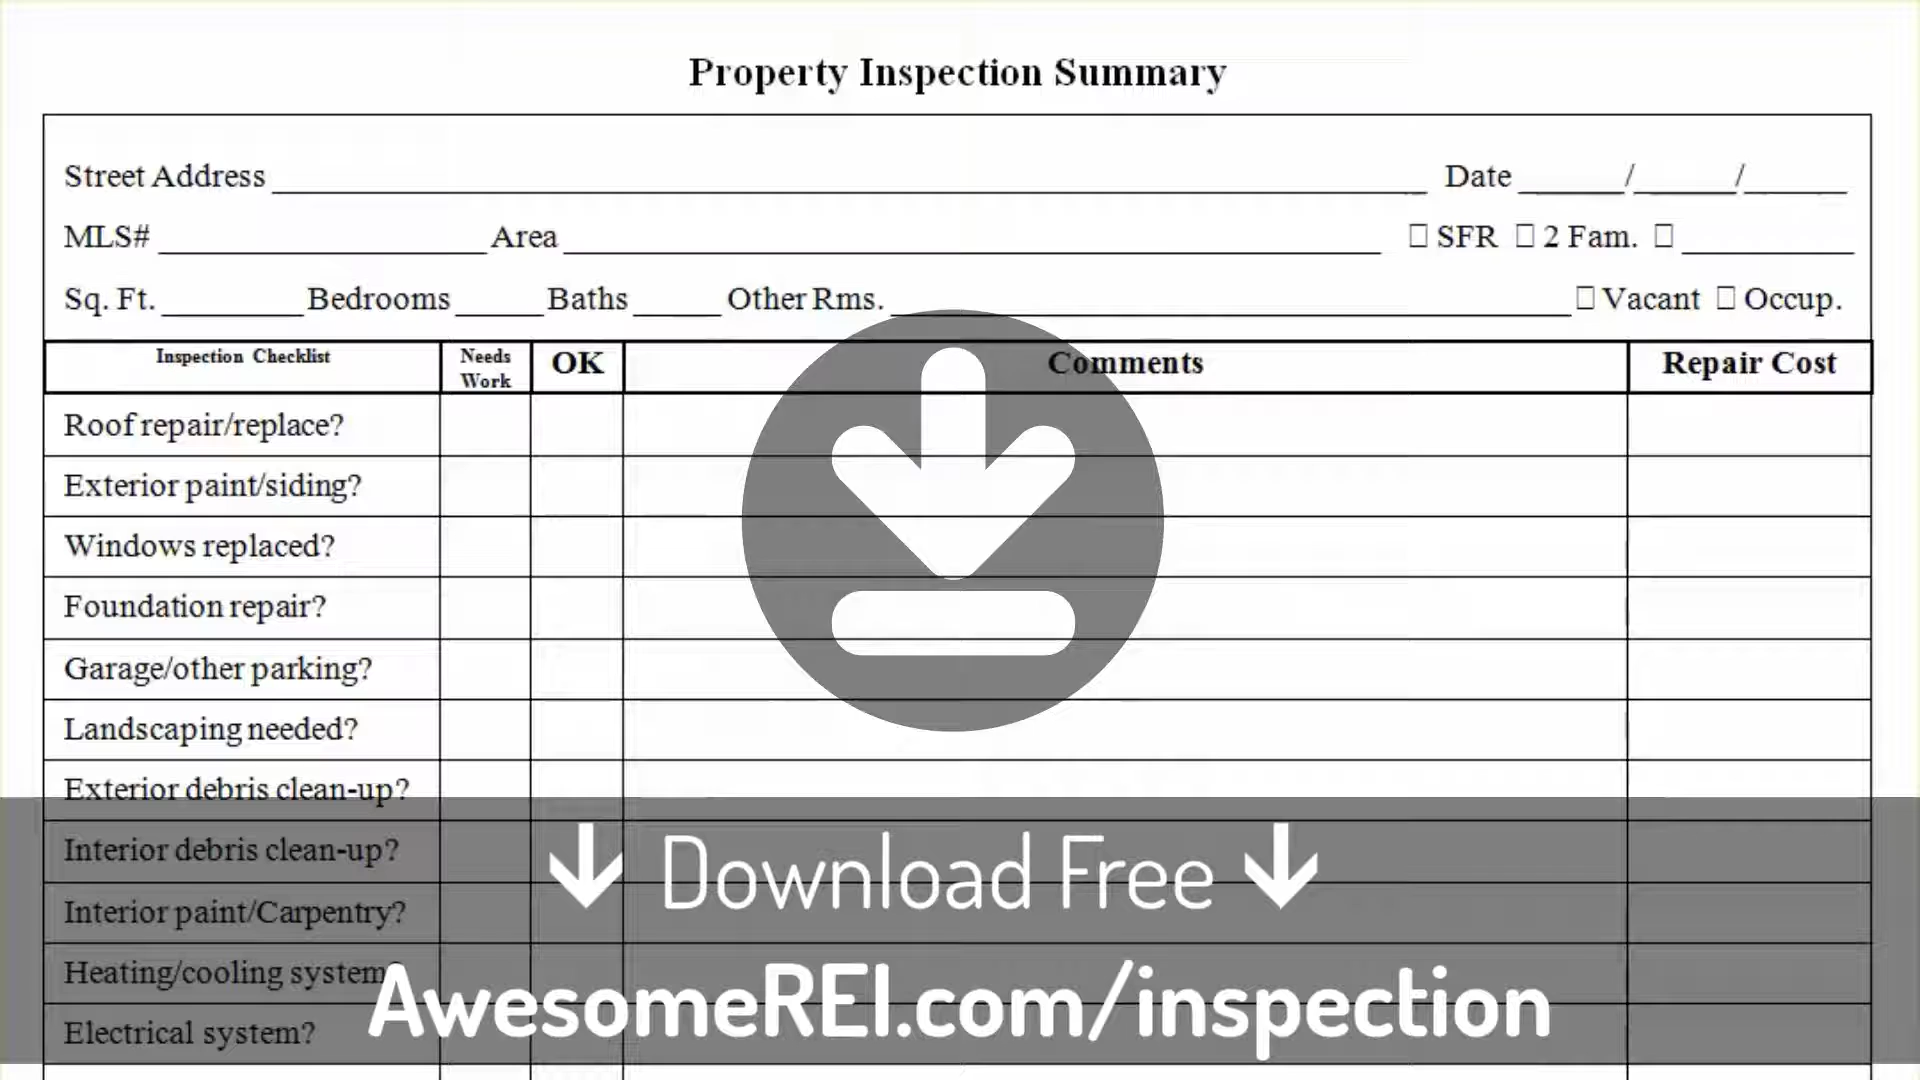 Property Inspection Summary
Street Address Date / /
MLS# Area SFR 2 Fam.
Sq. Ft. Bedrooms Baths Other Rms. Vacant Occup.
Inspection Checklist Needs Work OK Comments Repair Cost
Roof repair/replace?
Exterior paint/siding?
Windows replaced?
Foundation repair?
Garage/other parking?
Landscaping needed?
Exterior debris clean-up?
Interior debris clean-up?
Download Free
Interior paint/Carpentry?
Heating/cooling system?
AwesomeREI.com/inspection
Electrical system?